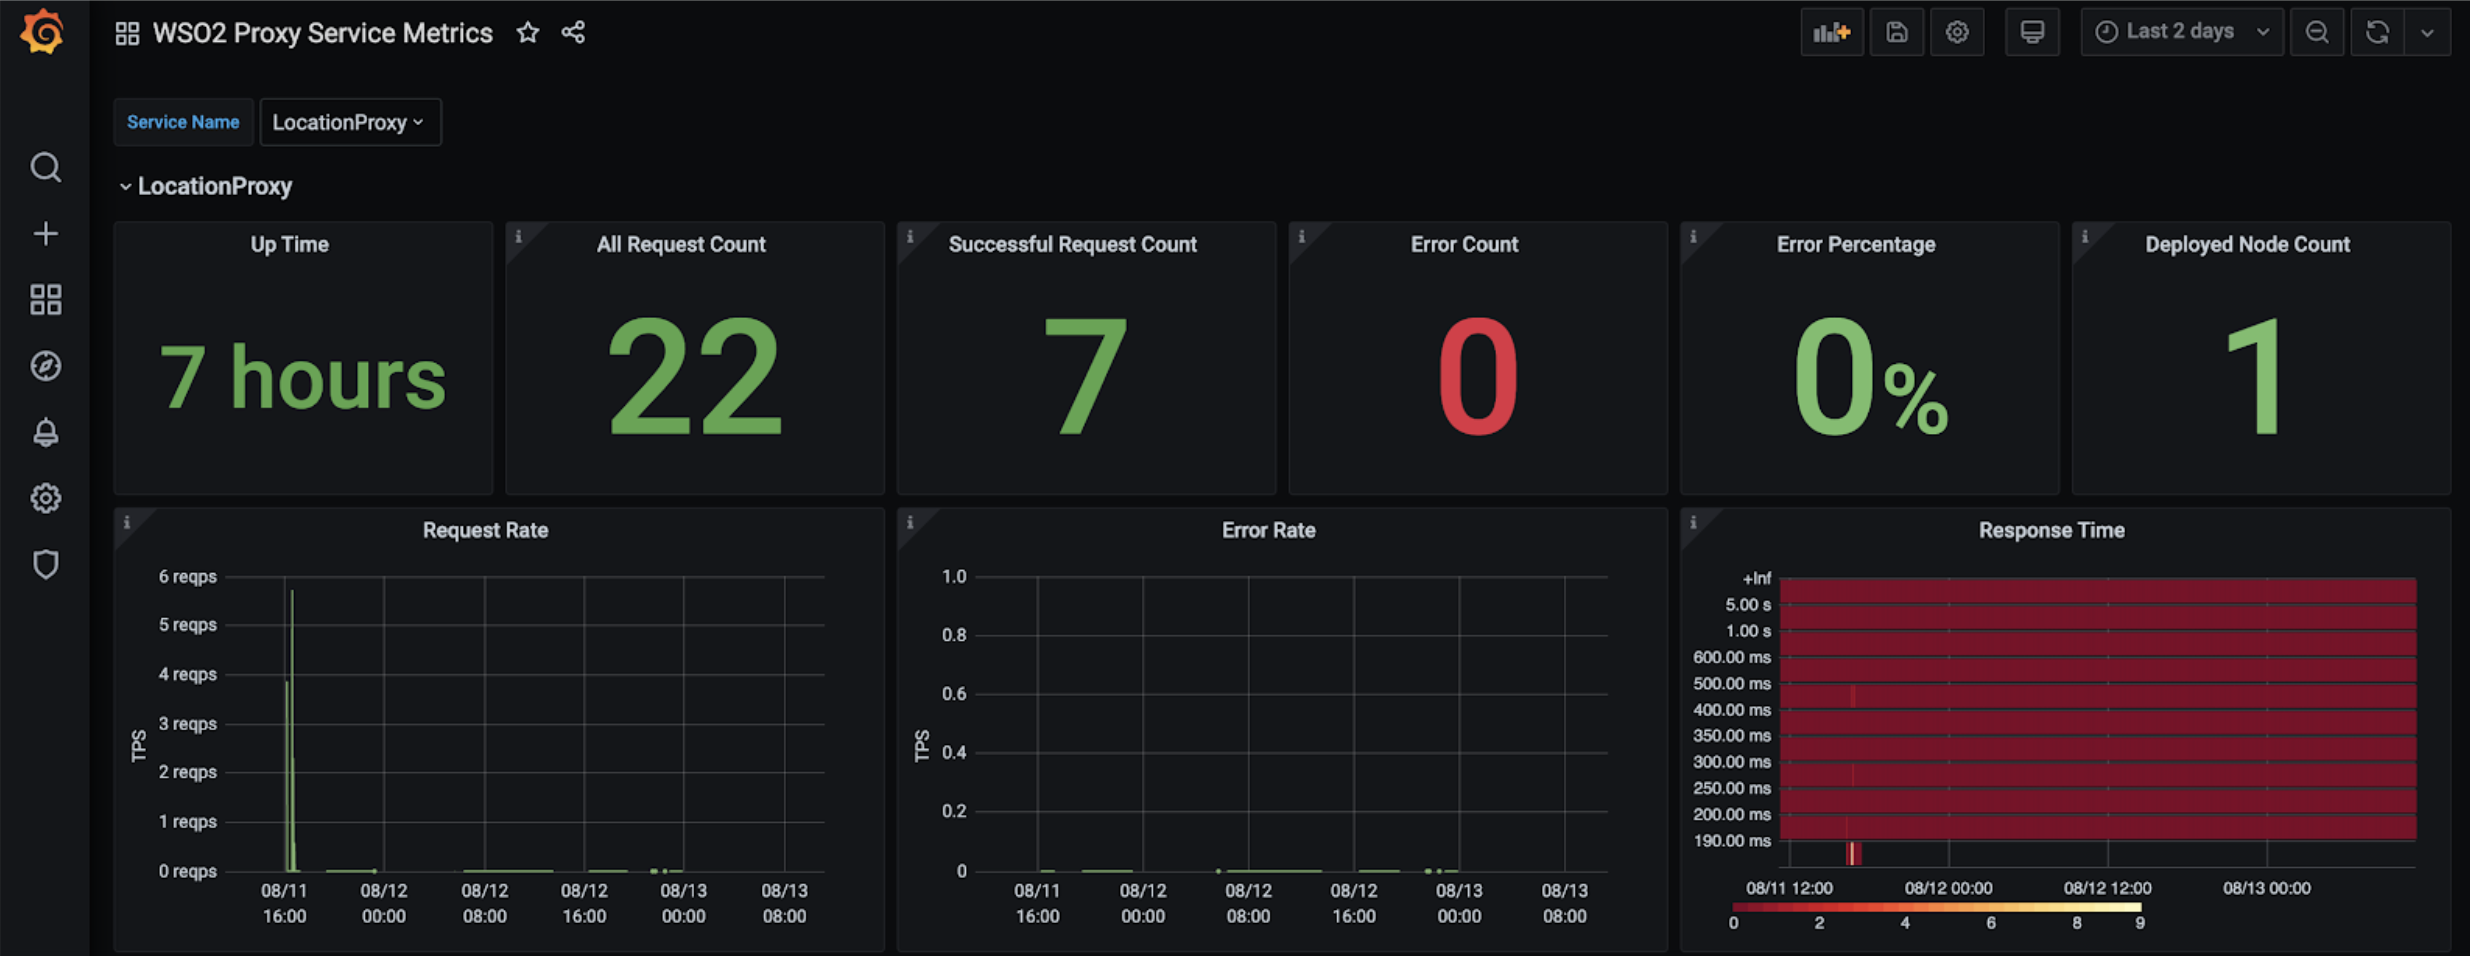 WSO2 Proxy Service Metrics
Last 2 days
Service Name
LocationProxy
LocationProxy
Up Time
7 hours
All Request Count
22
Successful Request Count
7
Error Count
0
Error Percentage
0%
Deployed Node Count
1
Request Rate
TPS
6 reqps
5 reqps
4 reqps
3 reqps
2 reqps
1 reqps
0 reqps
08/11 16:00
08/12 00:00
08/12 08:00
08/12 16:00
08/13 00:00
08/13 08:00
Error Rate
TPS
1.0
0.8
0.6
0.4
0.2
0
08/11 16:00
08/12 00:00
08/12 08:00
08/12 16:00
08/13 00:00
08/13 08:00
Response Time
+Inf
5.00 s
1.00 s
600.00 ms
500.00 ms
400.00 ms
350.00 ms
300.00 ms
250.00 ms
200.00 ms
190.00 ms
08/11 12:00
08/12 00:00
08/12 12:00
08/13 00:00
0 2 4 6 8 9